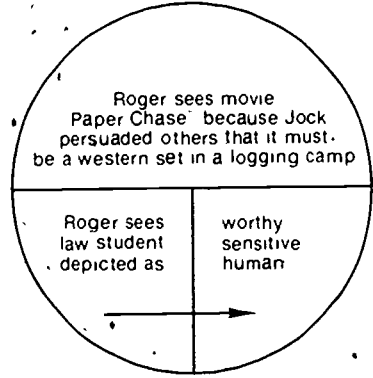 Roger sees movie
Paper Chase" because Jock
persuaded others that it must
be a western set in a logging camp
Roger sees
law student
depicted as
worthy
sensitive
human